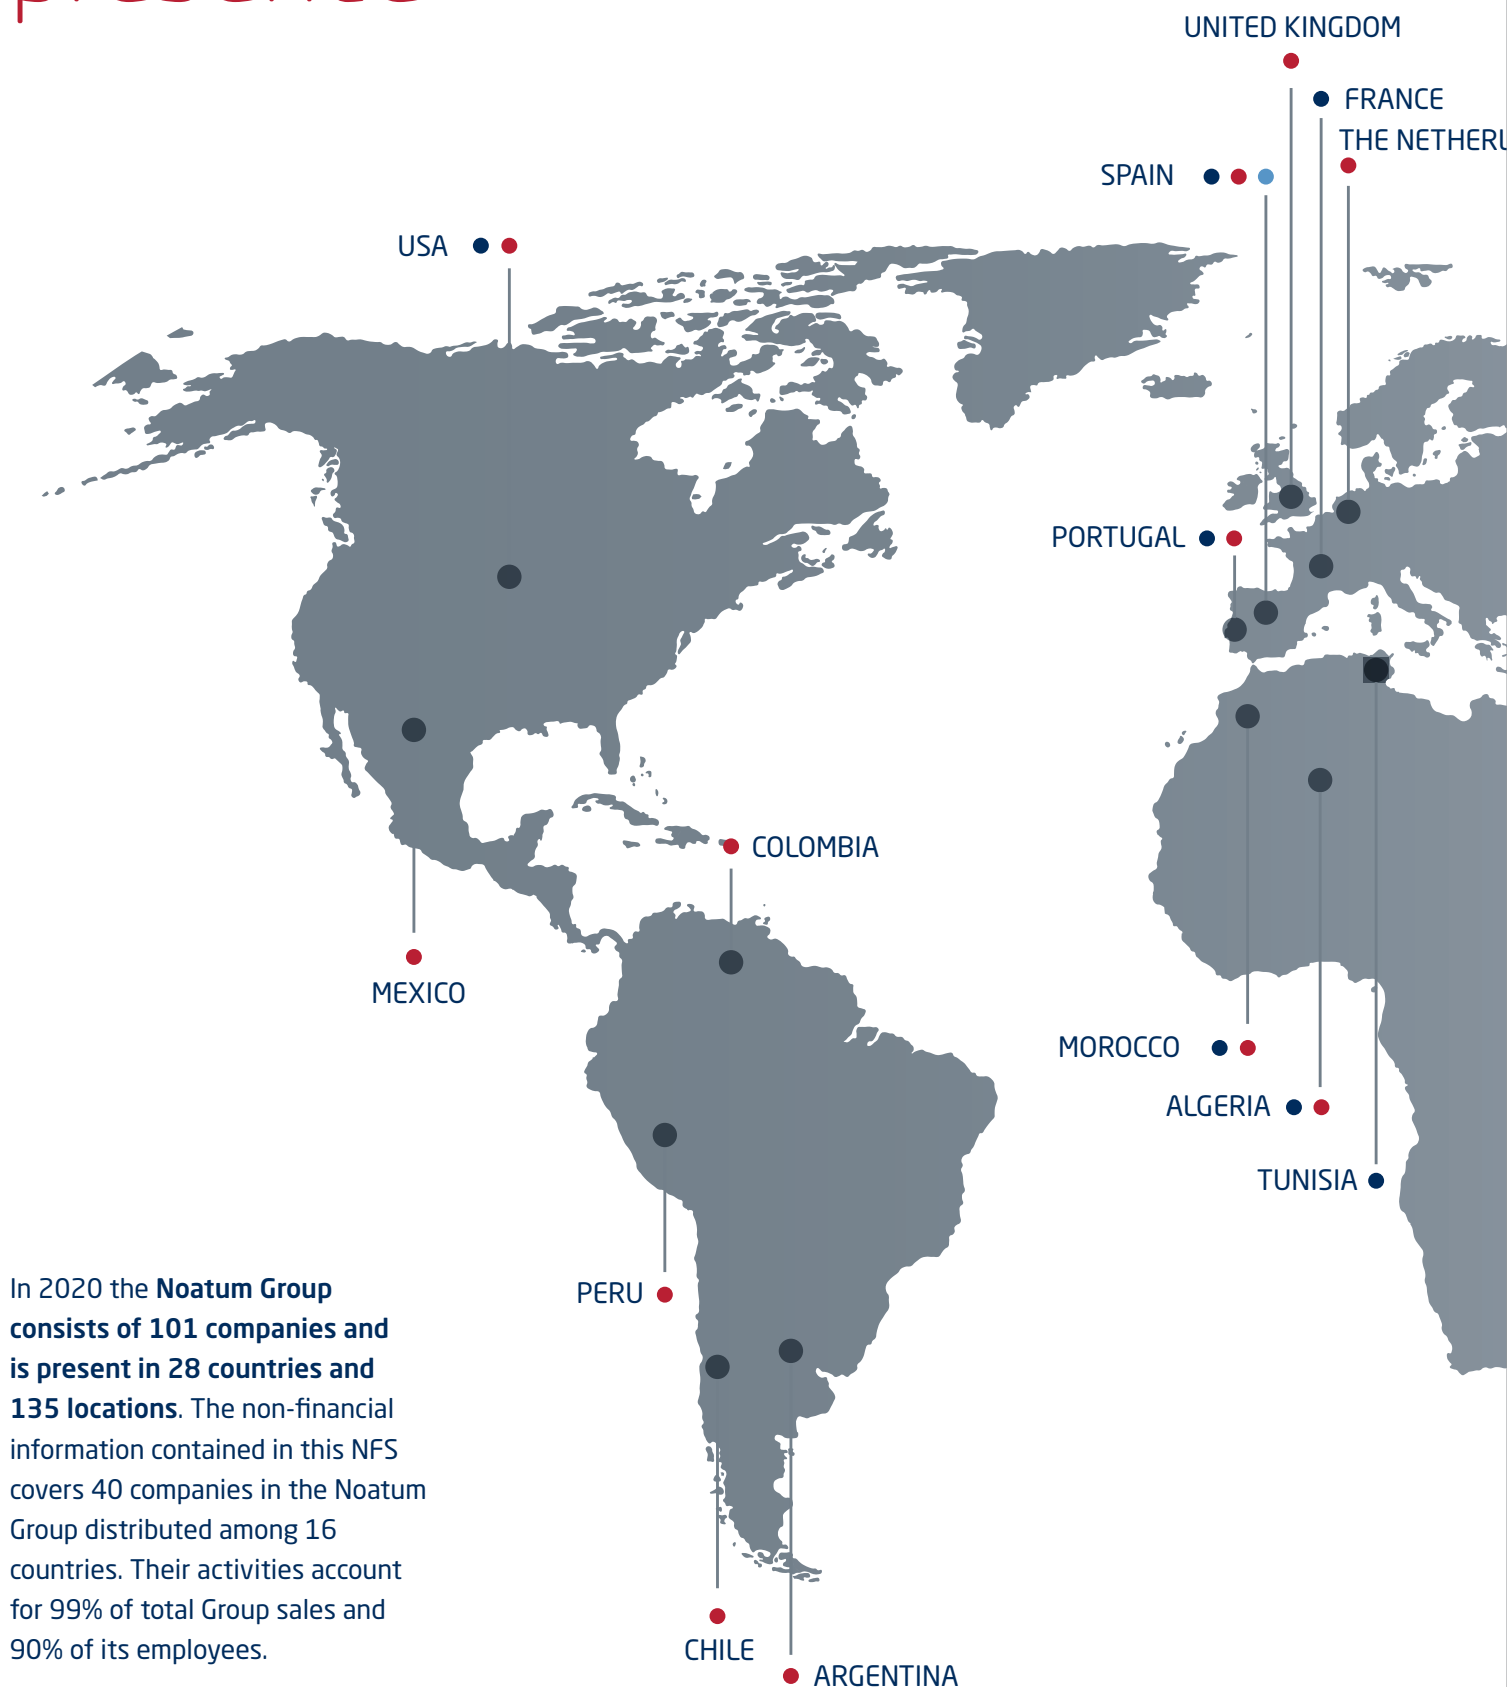 UNITED KINGDOM
FRANCE
THE
SPAIN
USA
PORTUGAL
COLOMBIA
MEXICO
MOROCCO
ALGERIA
TUNISIA
PERU
In 2020 the Noatum Group
consists of 101 companies and
is present in 28 countries and
135 locations. The non-financial
information contained in this NFS
covers 40 companies in the Noatum
Group distributed among 16
countries. Their activities account
for 99% of total Group sales and
90% of its employees.
CHILE
ARGENTINA